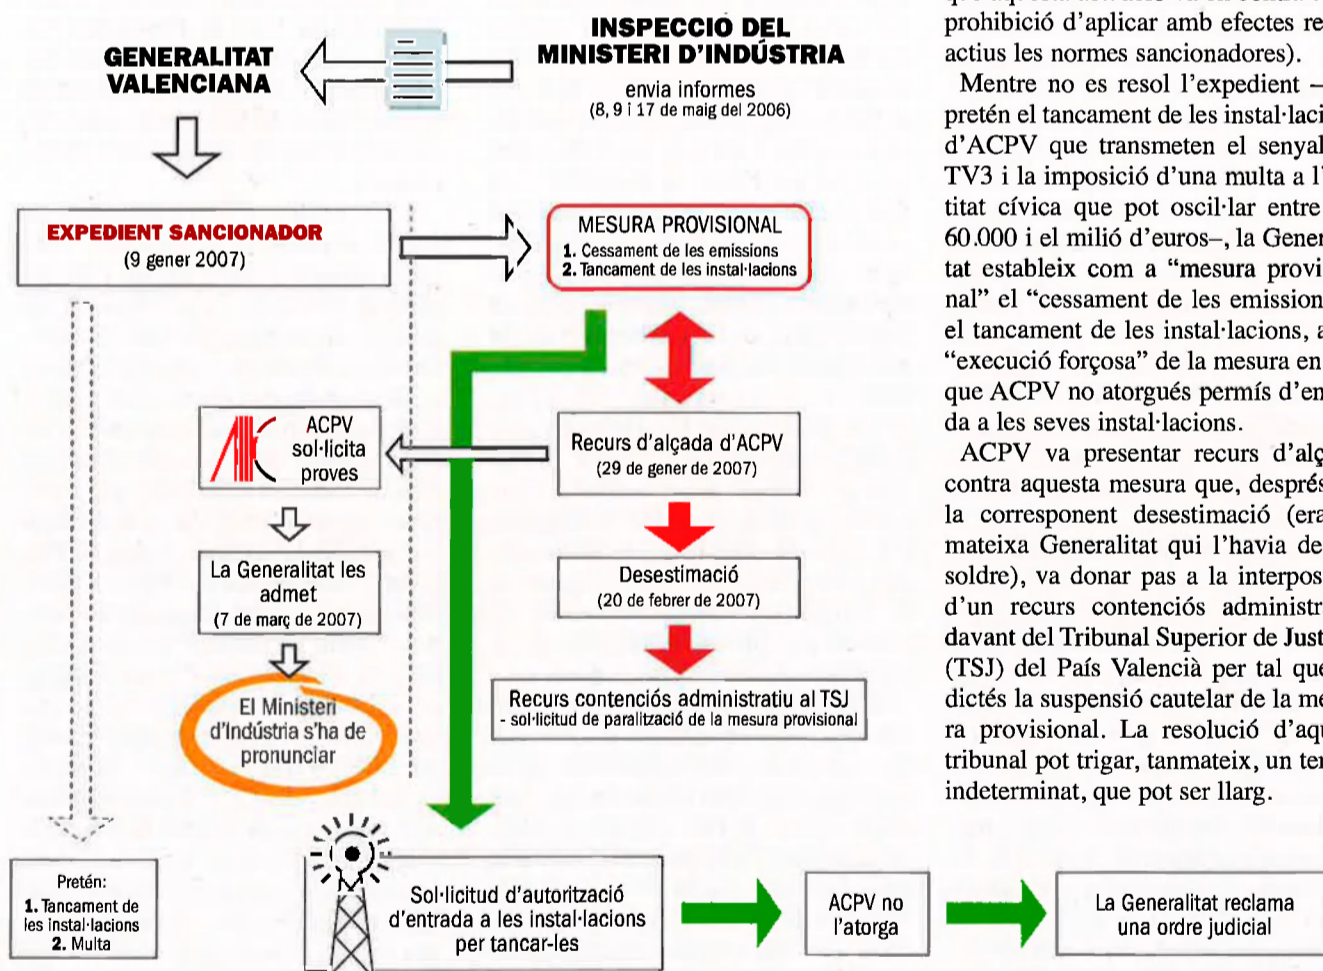 GENERALITAT
VALENCIANA
INSPECCIÓ DEL
MINISTERI D'INDÚSTRIA
envia informes
(8, 9 i 17 de maig del 2006)
EXPEDIENT SANCIONADOR
(9 gener 2007)
MESURA PROVISIONAL
1. Cessament de les emissions
2. Tancament de les instal·lacions
ACPV
sol·licita
proves
Recurs d'alçada d'ACPV
(29 de gener de 2007)
La Generalitat les
admet
(7 de març de 2007)
Desestimació
(20 de febrer de 2007)
El Ministeri
d'Indústria s'ha de
pronunciar
Recurs contenciós administratiu al TSJ
- sol·licitud de paralització de la mesura provisional
Pretén:
1. Tancament de
les instal·lacions
2. Multa
Sol·licitud d'autorització
d'entrada a les instal·lacions
per tancar-les
ACPV no
l'atorga
La Generalitat reclama
una ordre judicial
prohibició d'aplicar amb efectes re
actius les normes sancionadores).
Mentre no es resol l'expedient –
pretén el tancament de les instal·laci
d'ACPV que transmeten el senyal
TV3 i la imposició d'una multa a l'
titat cívica que pot oscil·lar entre
60.000 i el milió d'euros–, la Gener
tat estableix com a “mesura provi
nal” el “cessament de les emission
el tancament de les instal·lacions, a
“execució forçosa” de la mesura en
que ACPV no atorgués permís d'en
da a les seves instal·lacions.
ACPV va presentar recurs d'alç
contra aquesta mesura que, després
la corresponent desestimació (era
mateixa Generalitat qui l'havia de
soldre), va donar pas a la interpos
d'un recurs contenciós administr
davant del Tribunal Superior de Just
(TSJ) del País Valencià per tal que
dictés la suspensió cautelar de la me
ra provisional. La resolució d'aqu
tribunal pot trigar, tanmateix, un ter
indeterminat, que pot ser llarg.